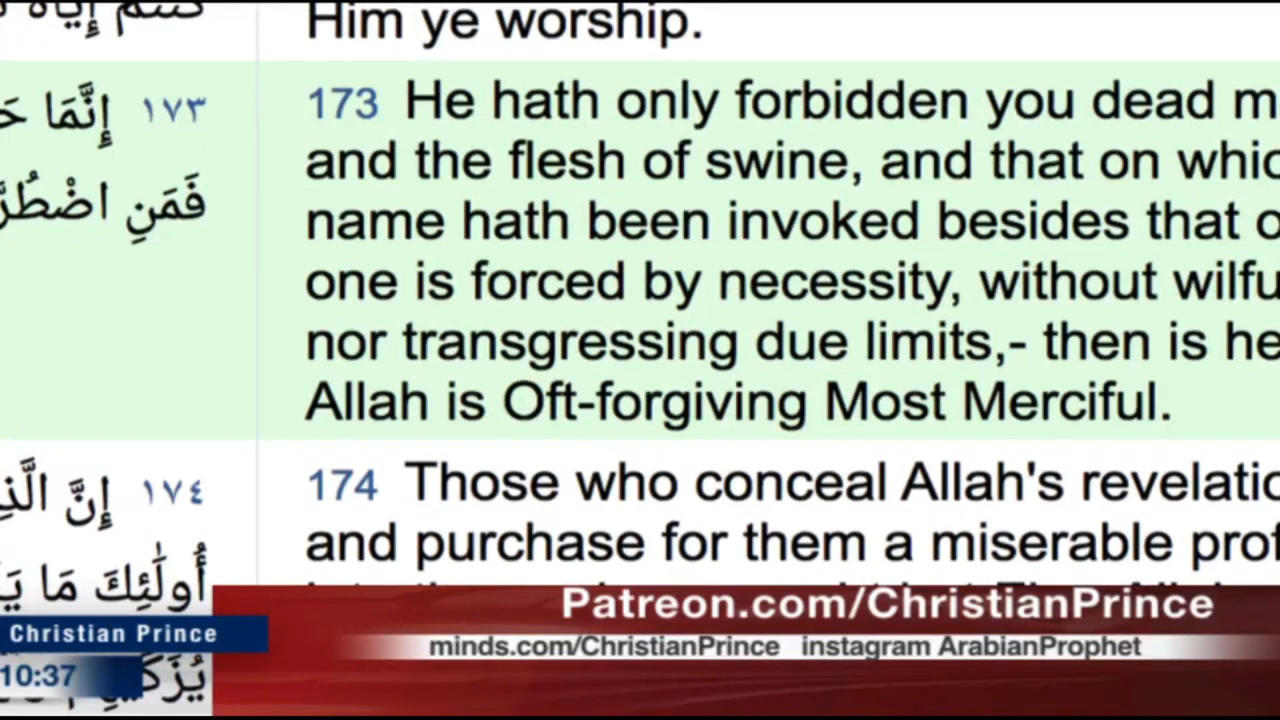 Him ye worship.
إِنَّمَا ١٧٣
173 He hath only forbidden you dead
and the flesh of swine, and that on
name hath been invoked besides that
one is forced by necessity, without
nor transgressing due limits,- then is
Allah is Oft-forgiving Most Merciful.
فَمَنِ
إِنَّ ١٧٤
174 Those who conceal Allah's
and purchase for them a miserable
أُولَٰئِكَ مَا
Patreon.com/ChristianPrince
Christian Prince
minds.com/ChristianPrince instagram ArabianProphet
10:37